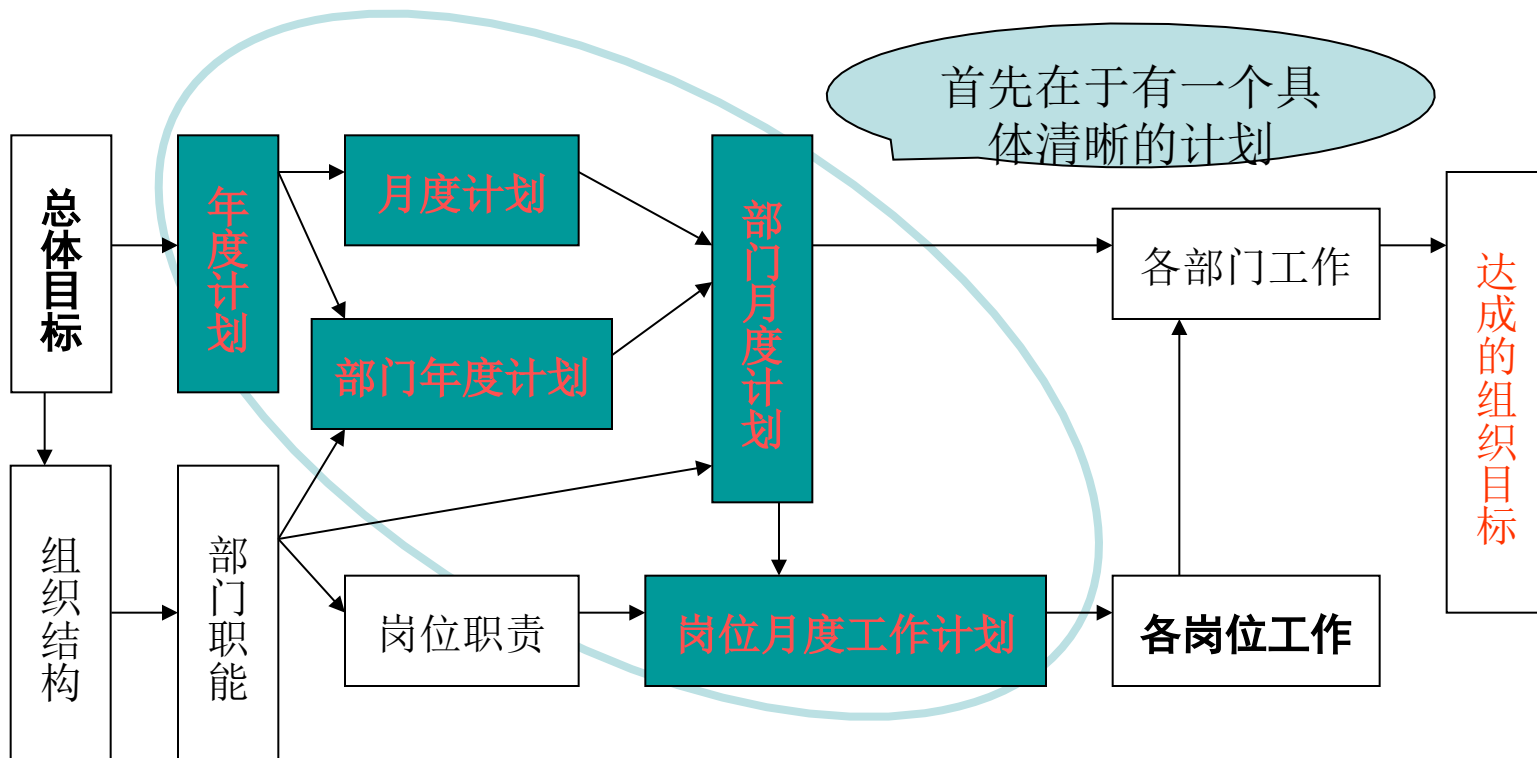 首先在于有一个具
体清晰的计划
总体目标
年度计划
月度计划
部门年度计划
部门月度计划
各部门工作
达成的组织目标
组织结构
部门职能
岗位职责
岗位月度工作计划
各岗位工作